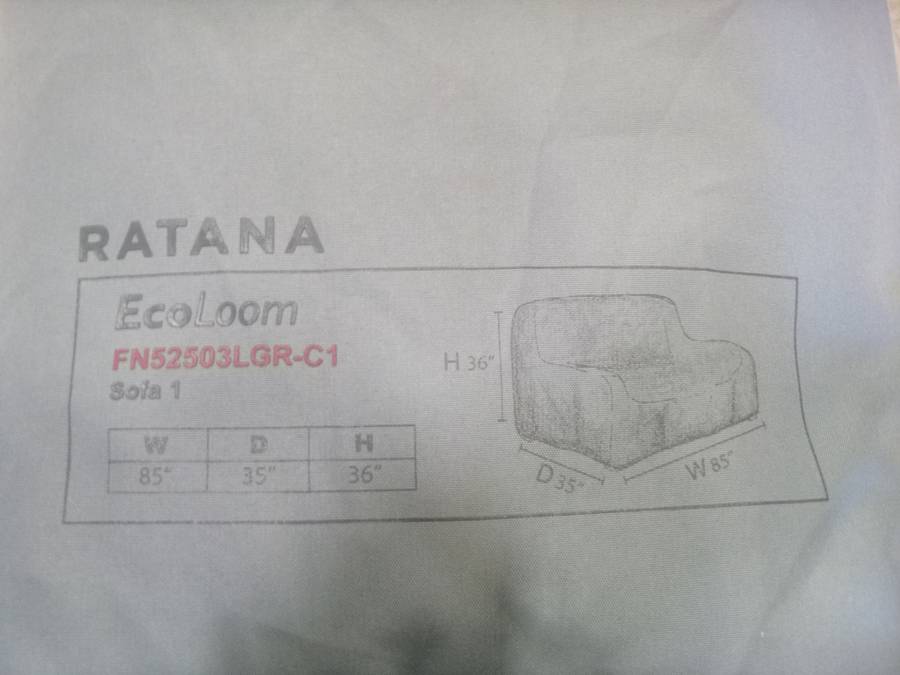 RATANA
EcoLoom
FN52503LGR-C1
Sofa 1
W D H
85" 35" 36"
H 36"
D 35"
W 85"